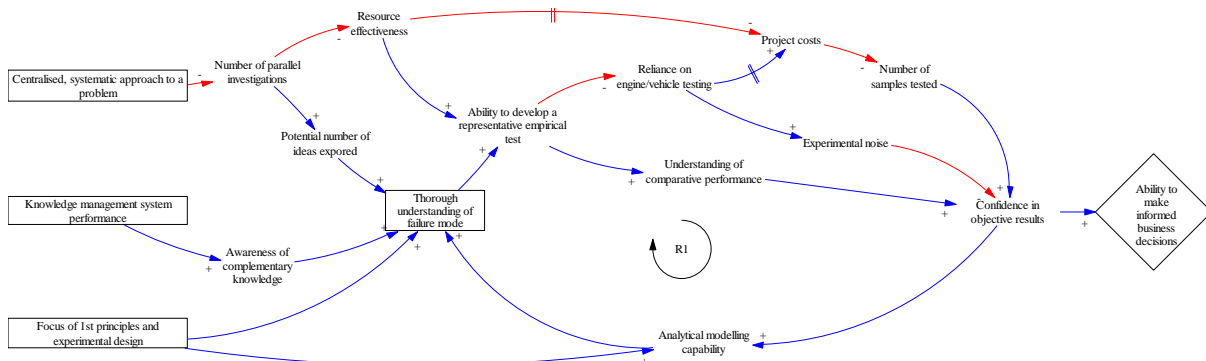 Resource
effectiveness
Project costs
Number of parallel
investigations
Reliance on
engine/vehicle testing
Number of
samples tested
Centralised, systematic approach to a
problem
Ability to develop a
representative empirical
test
Potential number of
ideas expored
Experimental noise
Understanding of
comparative performance
Thorough
understanding of
failure mode
Knowledge management system
performance
Confidence in
objective results
Ability to
make
informed
business
decisions
Awareness of
complementary
knowledge
R1
Focus of 1st principles and
experimental design
Analytical modelling
capability